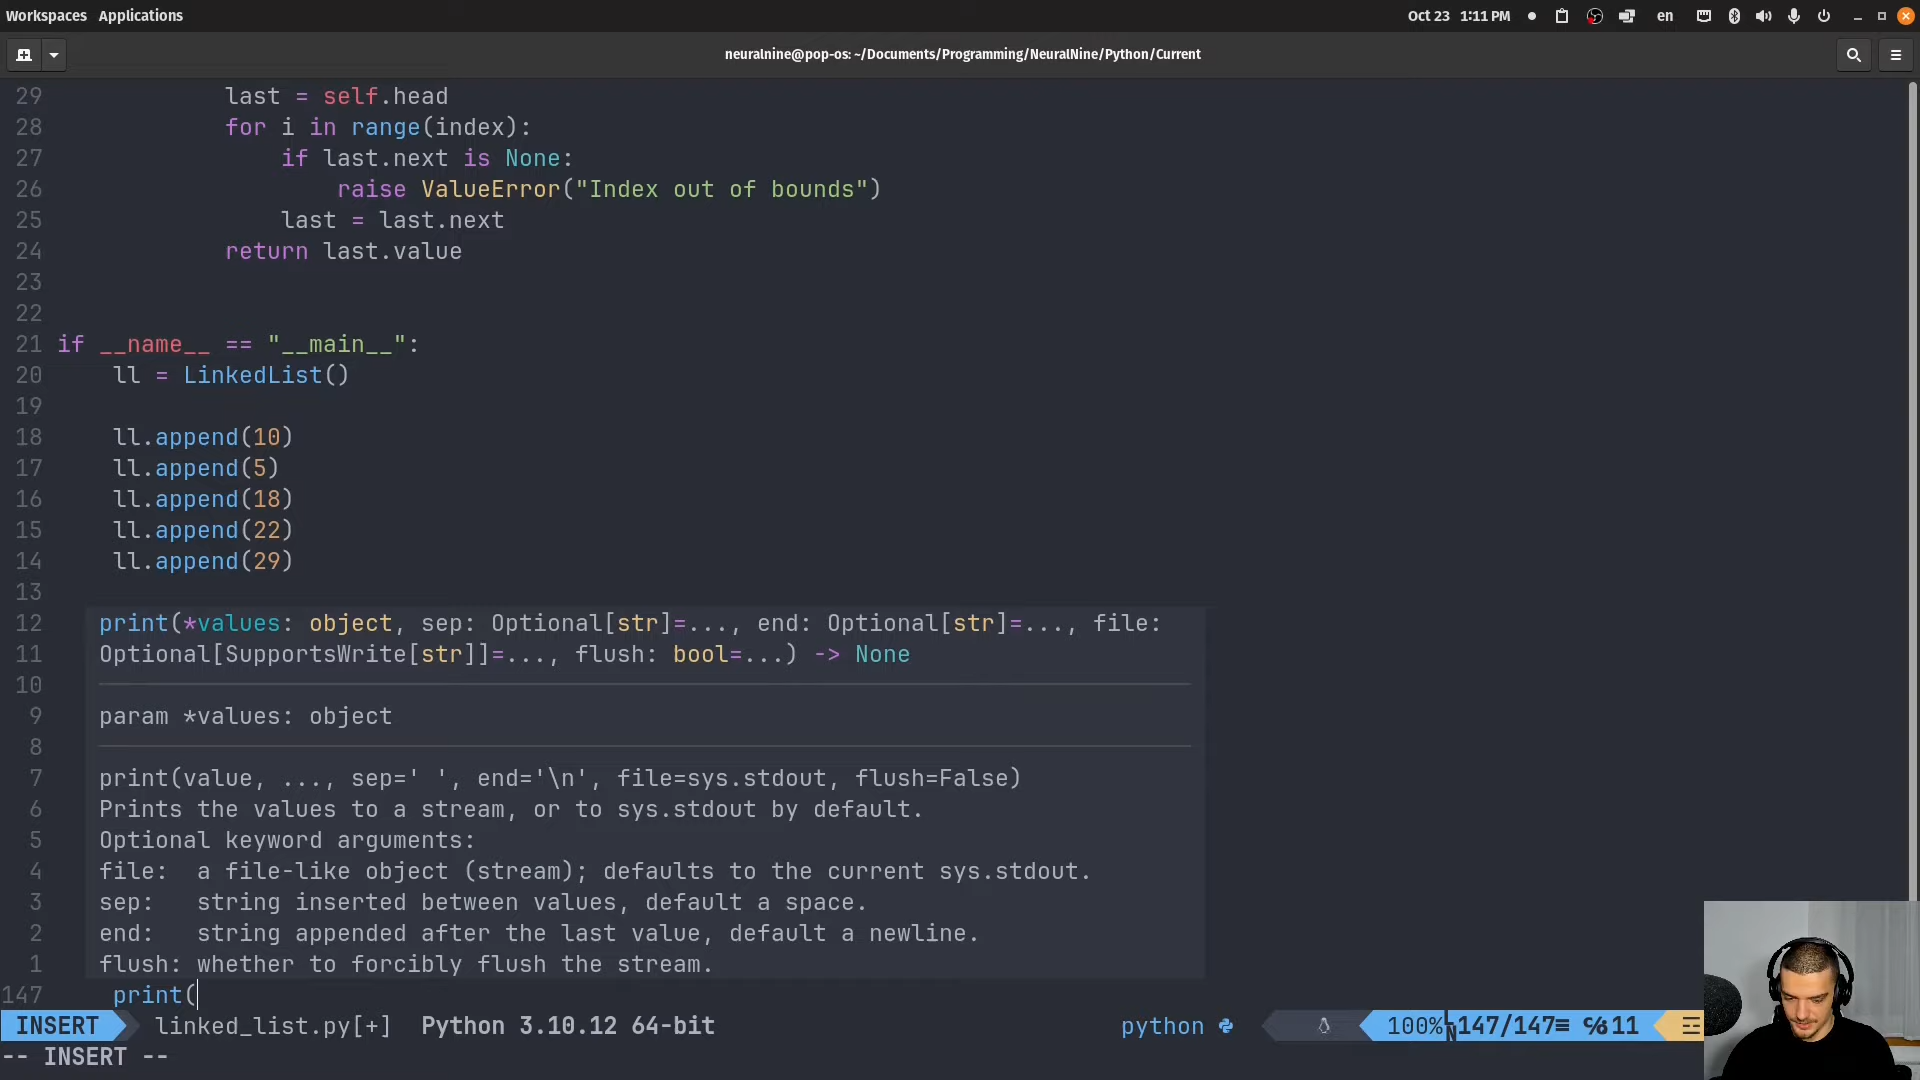 Workspaces Applications
Oct 23 1:11 PM
en
neuralnine@pop-os: ~/Documents/Programming/NeuralNine/Python/Current
29 last = self.head
28 for i in range(index):
27 if last.next is None:
26 raise ValueError("Index out of bounds")
25 last = last.next
24 return last.value
23
22
21 if __name__ == "__main__":
20 ll = LinkedList()
19
18 ll.append(10)
17 ll.append(5)
16 ll.append(18)
15 ll.append(22)
14 ll.append(29)
13
12 print(*values: object, sep: Optional[str]=..., end: Optional[str]=..., file:
11 Optional[SupportsWrite[str]]=..., flush: bool=...) -> None
10
9 param *values: object
8
7 print(value, ..., sep=' ', end='\n', file=sys.stdout, flush=False)
6 Prints the values to a stream, or to sys.stdout by default.
5 Optional keyword arguments:
4 file: a file-like object (stream); defaults to the current sys.stdout.
3 sep: string inserted between values, default a space.
2 end: string appended after the last value, default a newline.
1 flush: whether to forcibly flush the stream.
147 print(
INSERT linked_list.py[+] Python 3.10.12 64-bit python 100% 147/147≡ ℅11
-- INSERT --